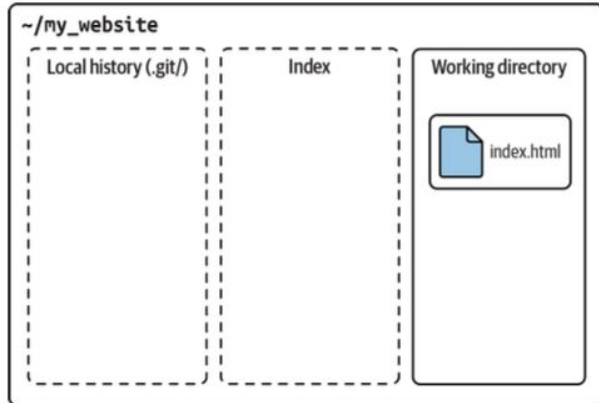 ~/my_website
Local history (.git/)
Index
Working directory
index.html